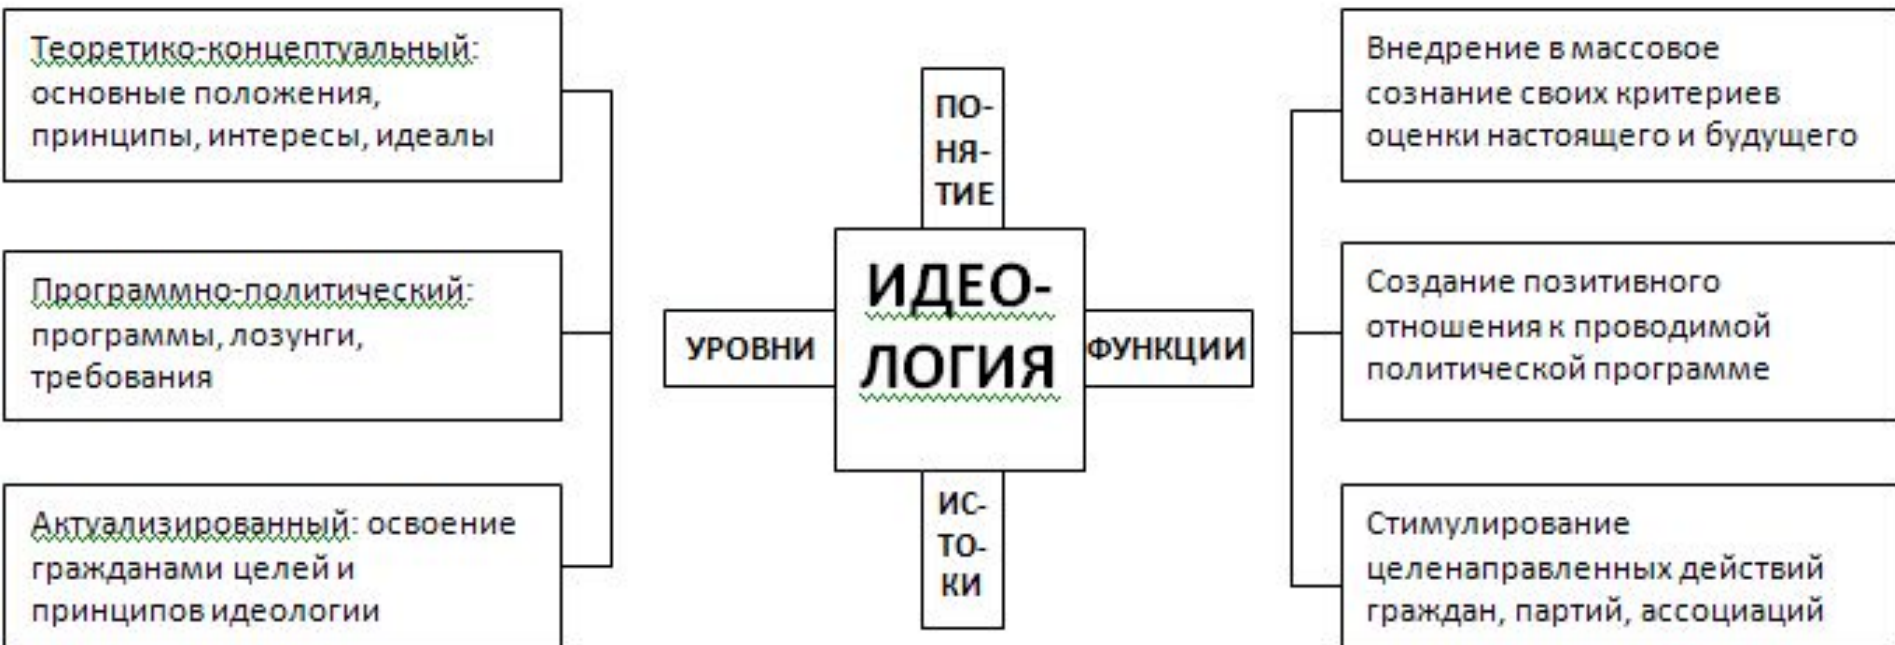 Теоретико-концептуальный:
основные положения,
принципы, интересы, идеалы
Программно-политический:
программы, лозунги,
требования
Актуализированный: освоение
гражданами целей и
принципов идеологии
УРОВНИ
ПО-
НЯ-
ТИЕ
ИДЕО-
ЛОГИЯ
ИС-
ТО-
КИ
ФУНКЦИИ
Внедрение в массовое
сознание своих критериев
оценки настоящего и будущего
Создание позитивного
отношения к проводимой
политической программе
Стимулирование
целенаправленных действий
граждан, партий, ассоциаций